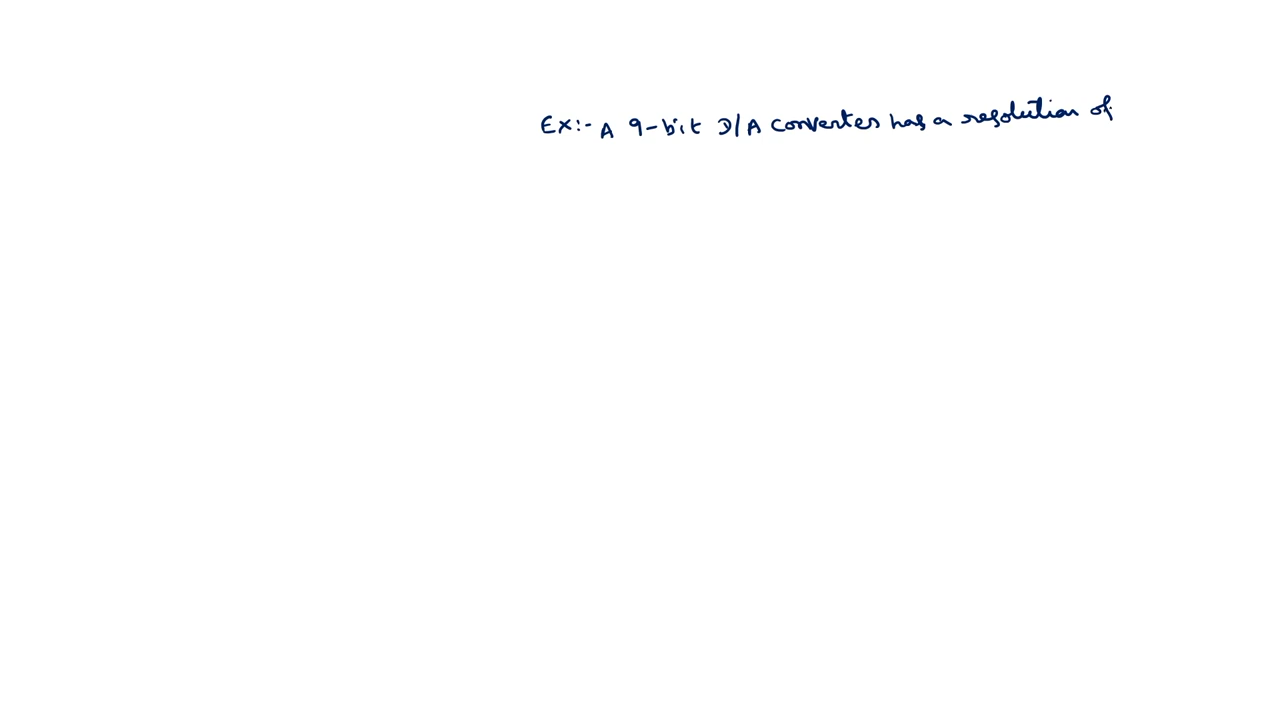 Ex:- A 9-bit D/A converter has a resolution of